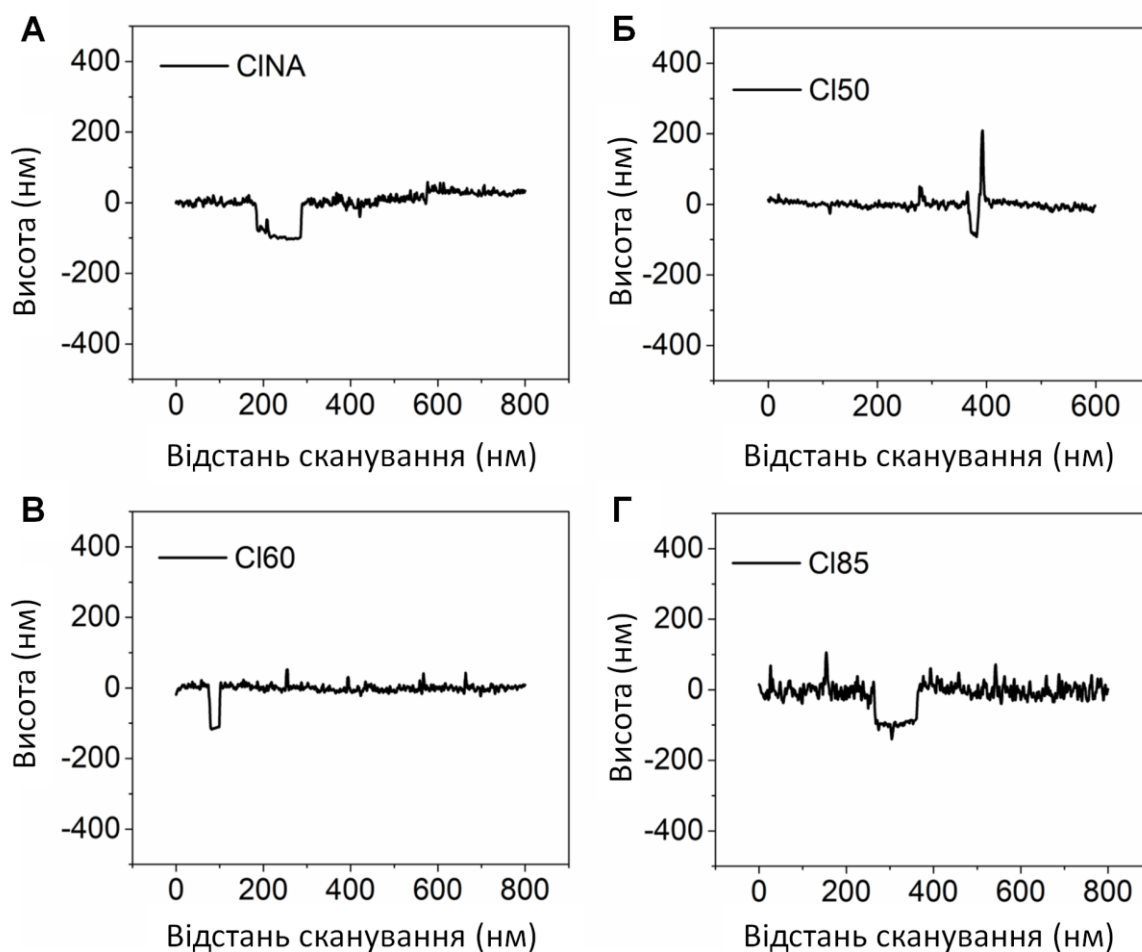 А
400
200
0
-200
-400
Висота (нм)
ClNA
0 200 400 600 800
Відстань сканування (нм)
Б
400
200
0
-200
-400
Висота (нм)
Cl50
0 200 400 600
Відстань сканування (нм)
В
400
200
0
-200
-400
Висота (нм)
Cl60
0 200 400 600 800
Відстань сканування (нм)
Г
400
200
0
-200
-400
Висота (нм)
Cl85
0 200 400 600 800
Відстань сканування (нм)